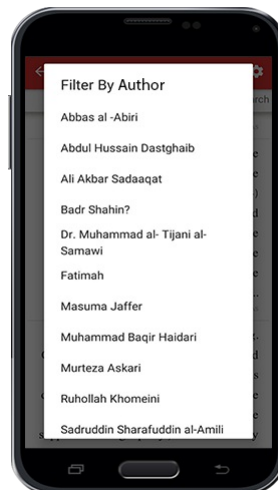 Filter By Author
Abbas al -Abiri
Abdul Hussain Dastghaib
Ali Akbar Sadaaqat
Badr Shahin?
Dr. Muhammad al- Tijani al-
Samawi
Fatimah
Masuma Jaffer
Muhammad Baqir Haidari
Murteza Askari
Ruhollah Khomeini
Sadruddin Sharafuddin al-Amili